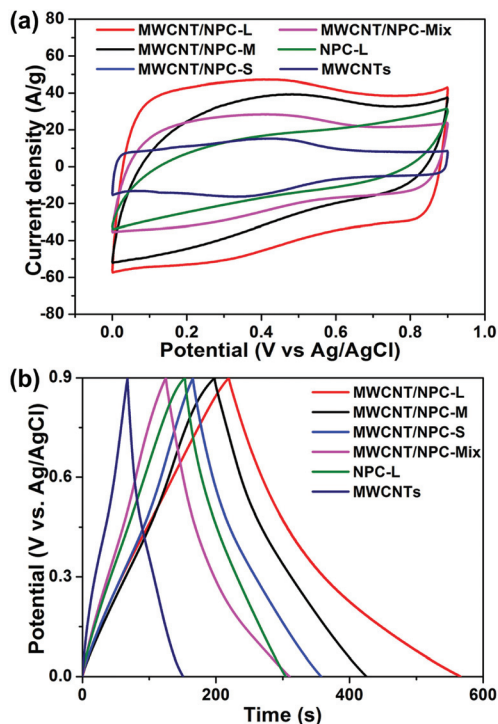 (a)
MWCNT/NPC-L MWCNT/NPC-Mix
MWCNT/NPC-M NPC-L
MWCNT/NPC-S MWCNTs
80
60
40
20
0
-20
-40
-60
-80
Current density (A/g)
0.0 0.2 0.4 0.6 0.8 1.0
Potential (V vs Ag/AgCl)
(b)
MWCNT/NPC-L
MWCNT/NPC-M
MWCNT/NPC-S
MWCNT/NPC-Mix
NPC-L
MWCNTs
0.9
0.6
0.3
0.0
Potential (V vs. Ag/AgCl)
0 200 400 600
Time (s)